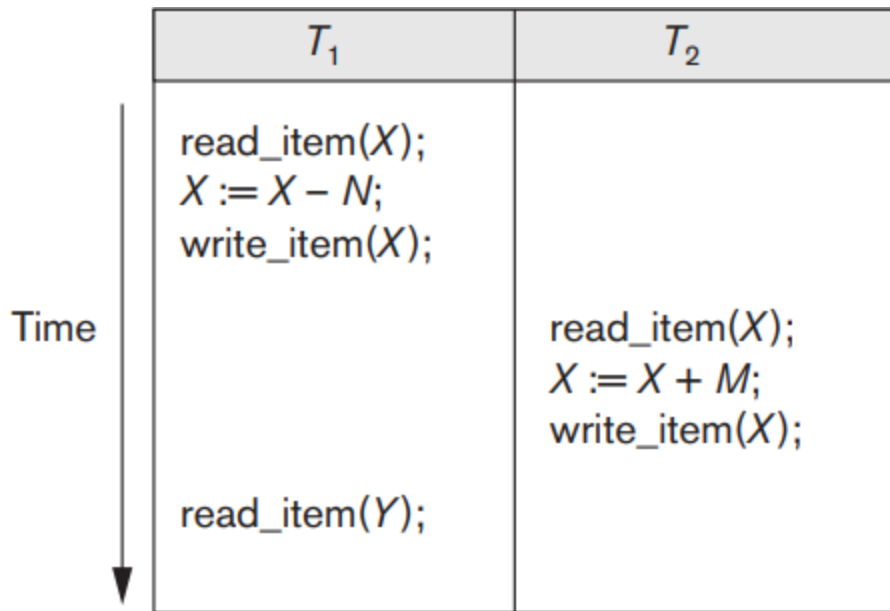 T₁ T₂
read_item(X);
X := X – N;
write_item(X);
Time
read_item(X);
X := X + M;
write_item(X);
read_item(Y);